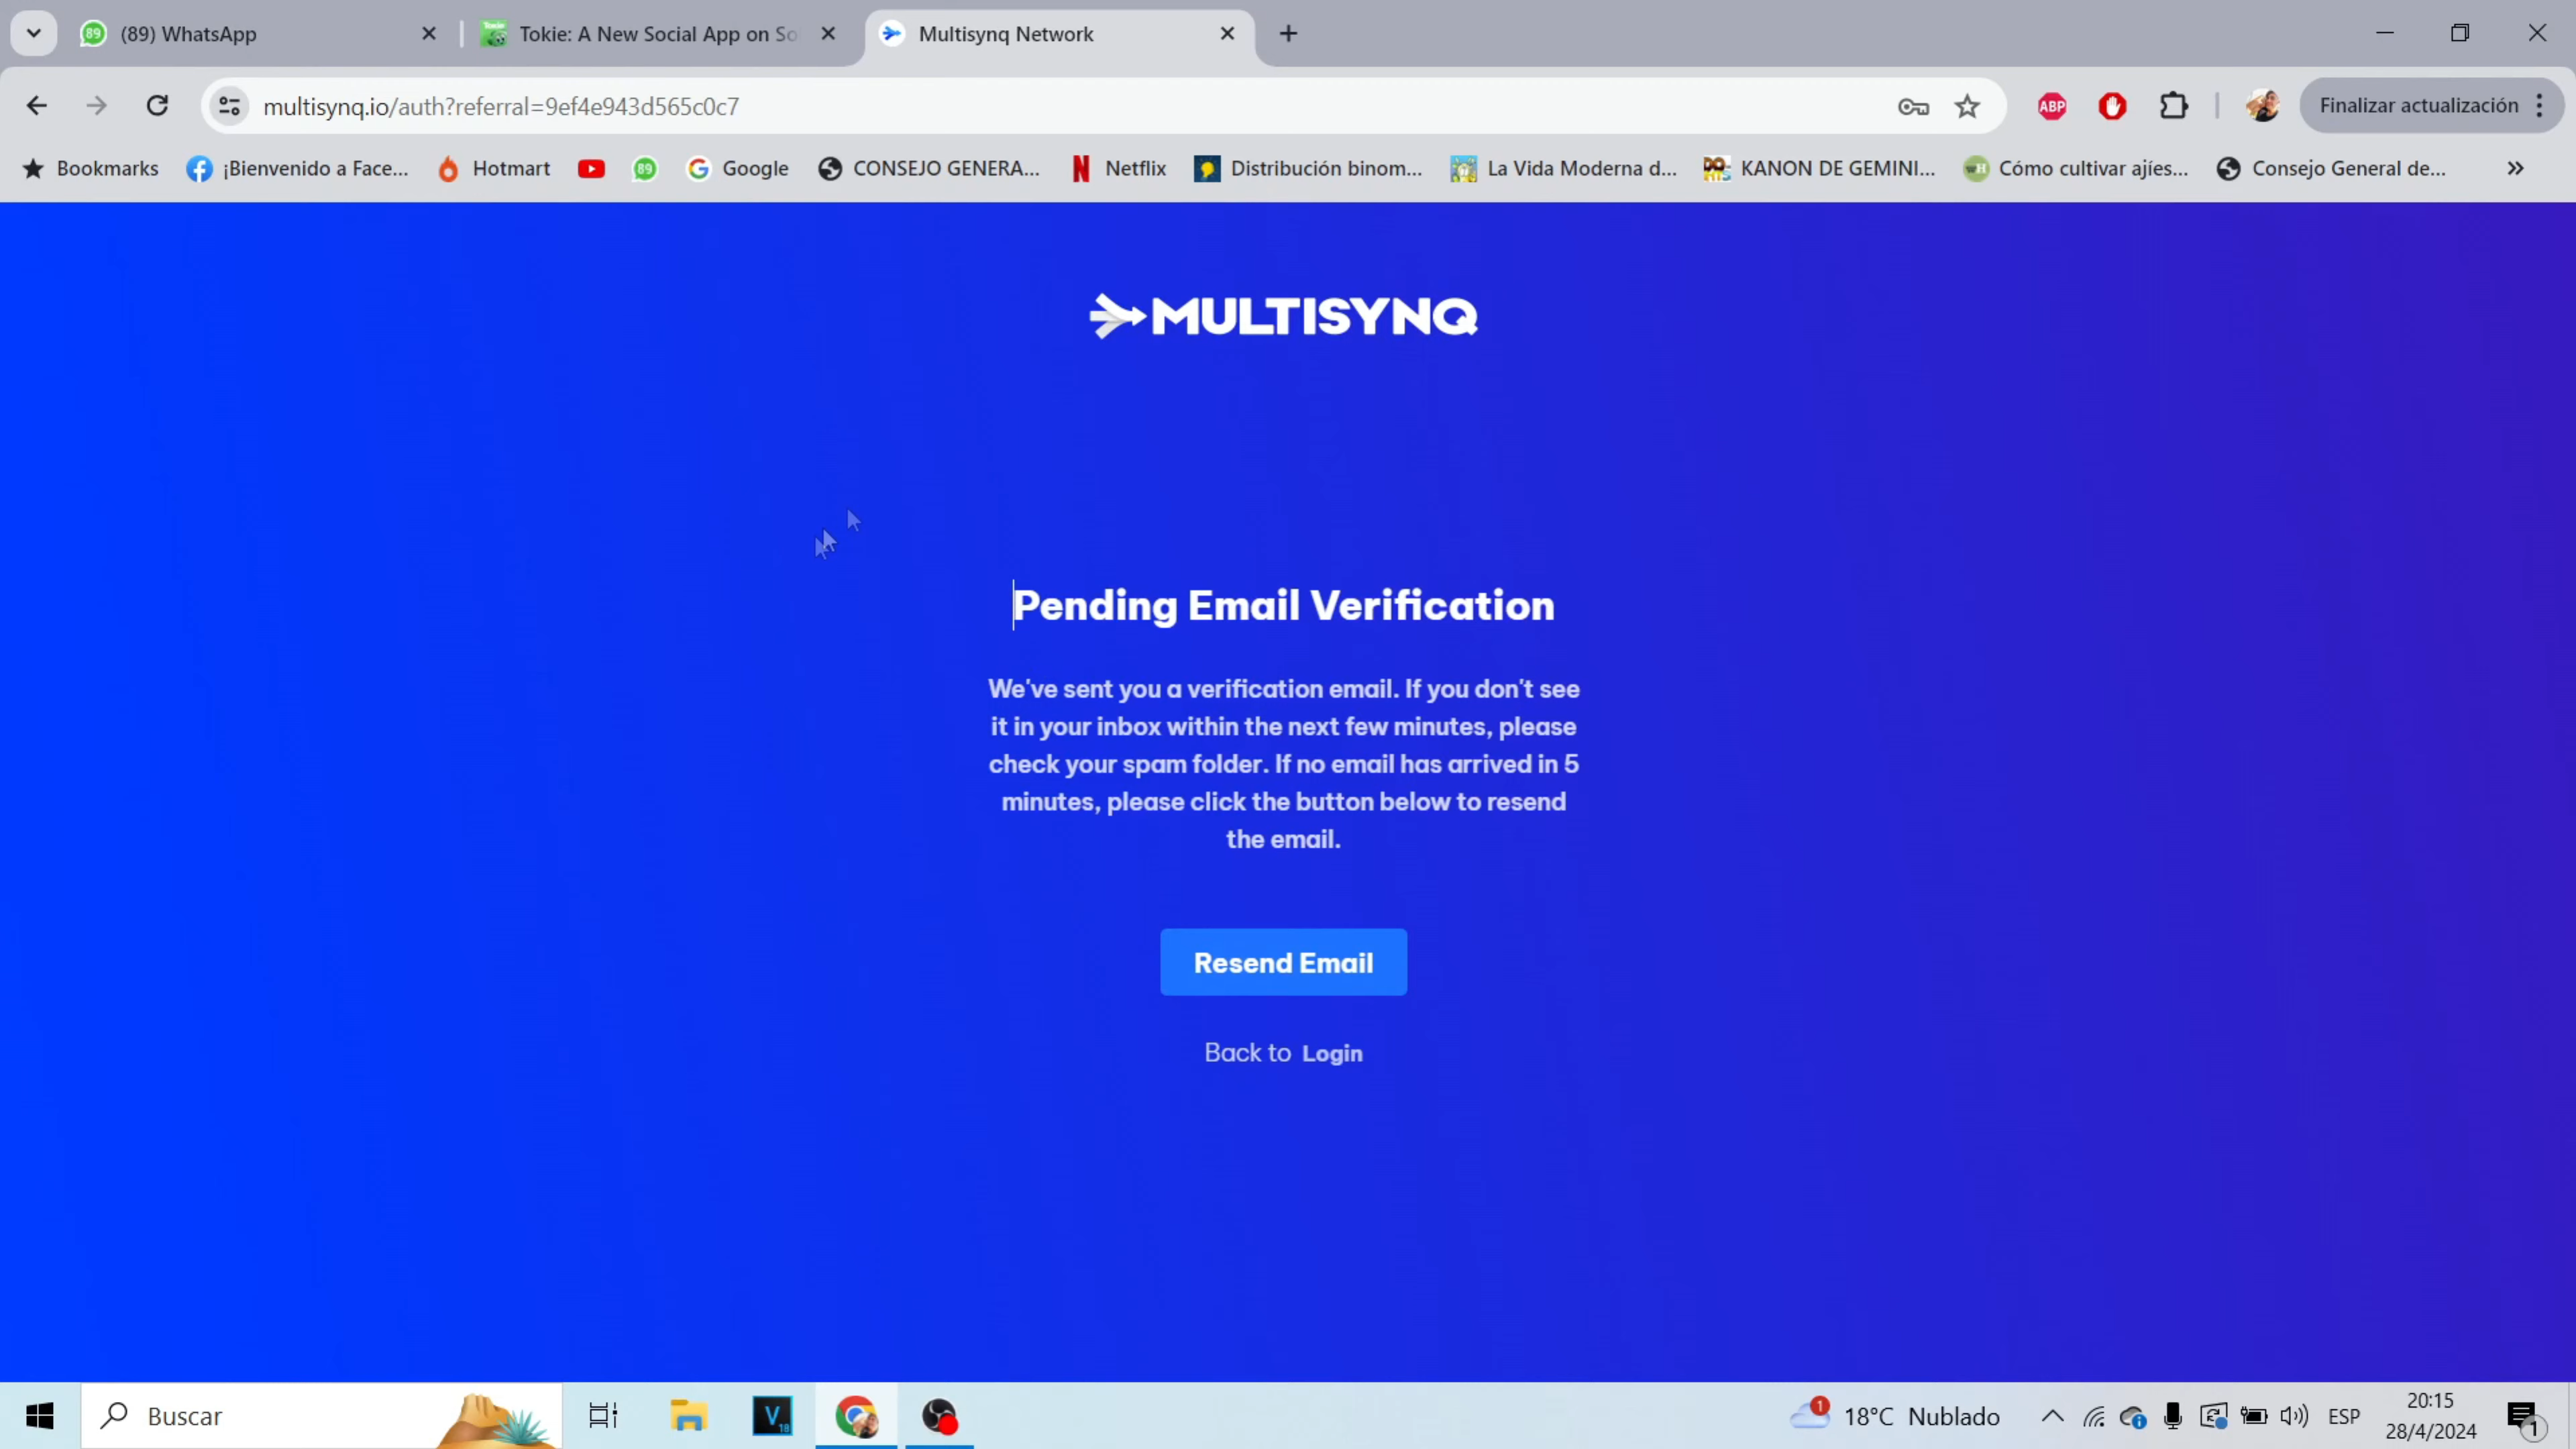 (89) WhatsApp
Tokie: A New Social App on So
Multisynq Network
multisynq.io/auth?referral=9ef4e943d565c0c7
ABP
Finalizar actualización
Bookmarks
¡Bienvenido a Face...
Hotmart
89
Google
CONSEJO GENERA...
Netflix
Distribución binom...
La Vida Moderna d...
KANON DE GEMINI...
Cómo cultivar ajíes...
Consejo General de...
MULTISYNQ
Pending Email Verification
We've sent you a verification email. If you don't see
it in your inbox within the next few minutes, please
check your spam folder. If no email has arrived in 5
minutes, please click the button below to resend
the email.
Resend Email
Back to Login
Buscar
18°C Nublado
ESP
20:15
28/4/2024